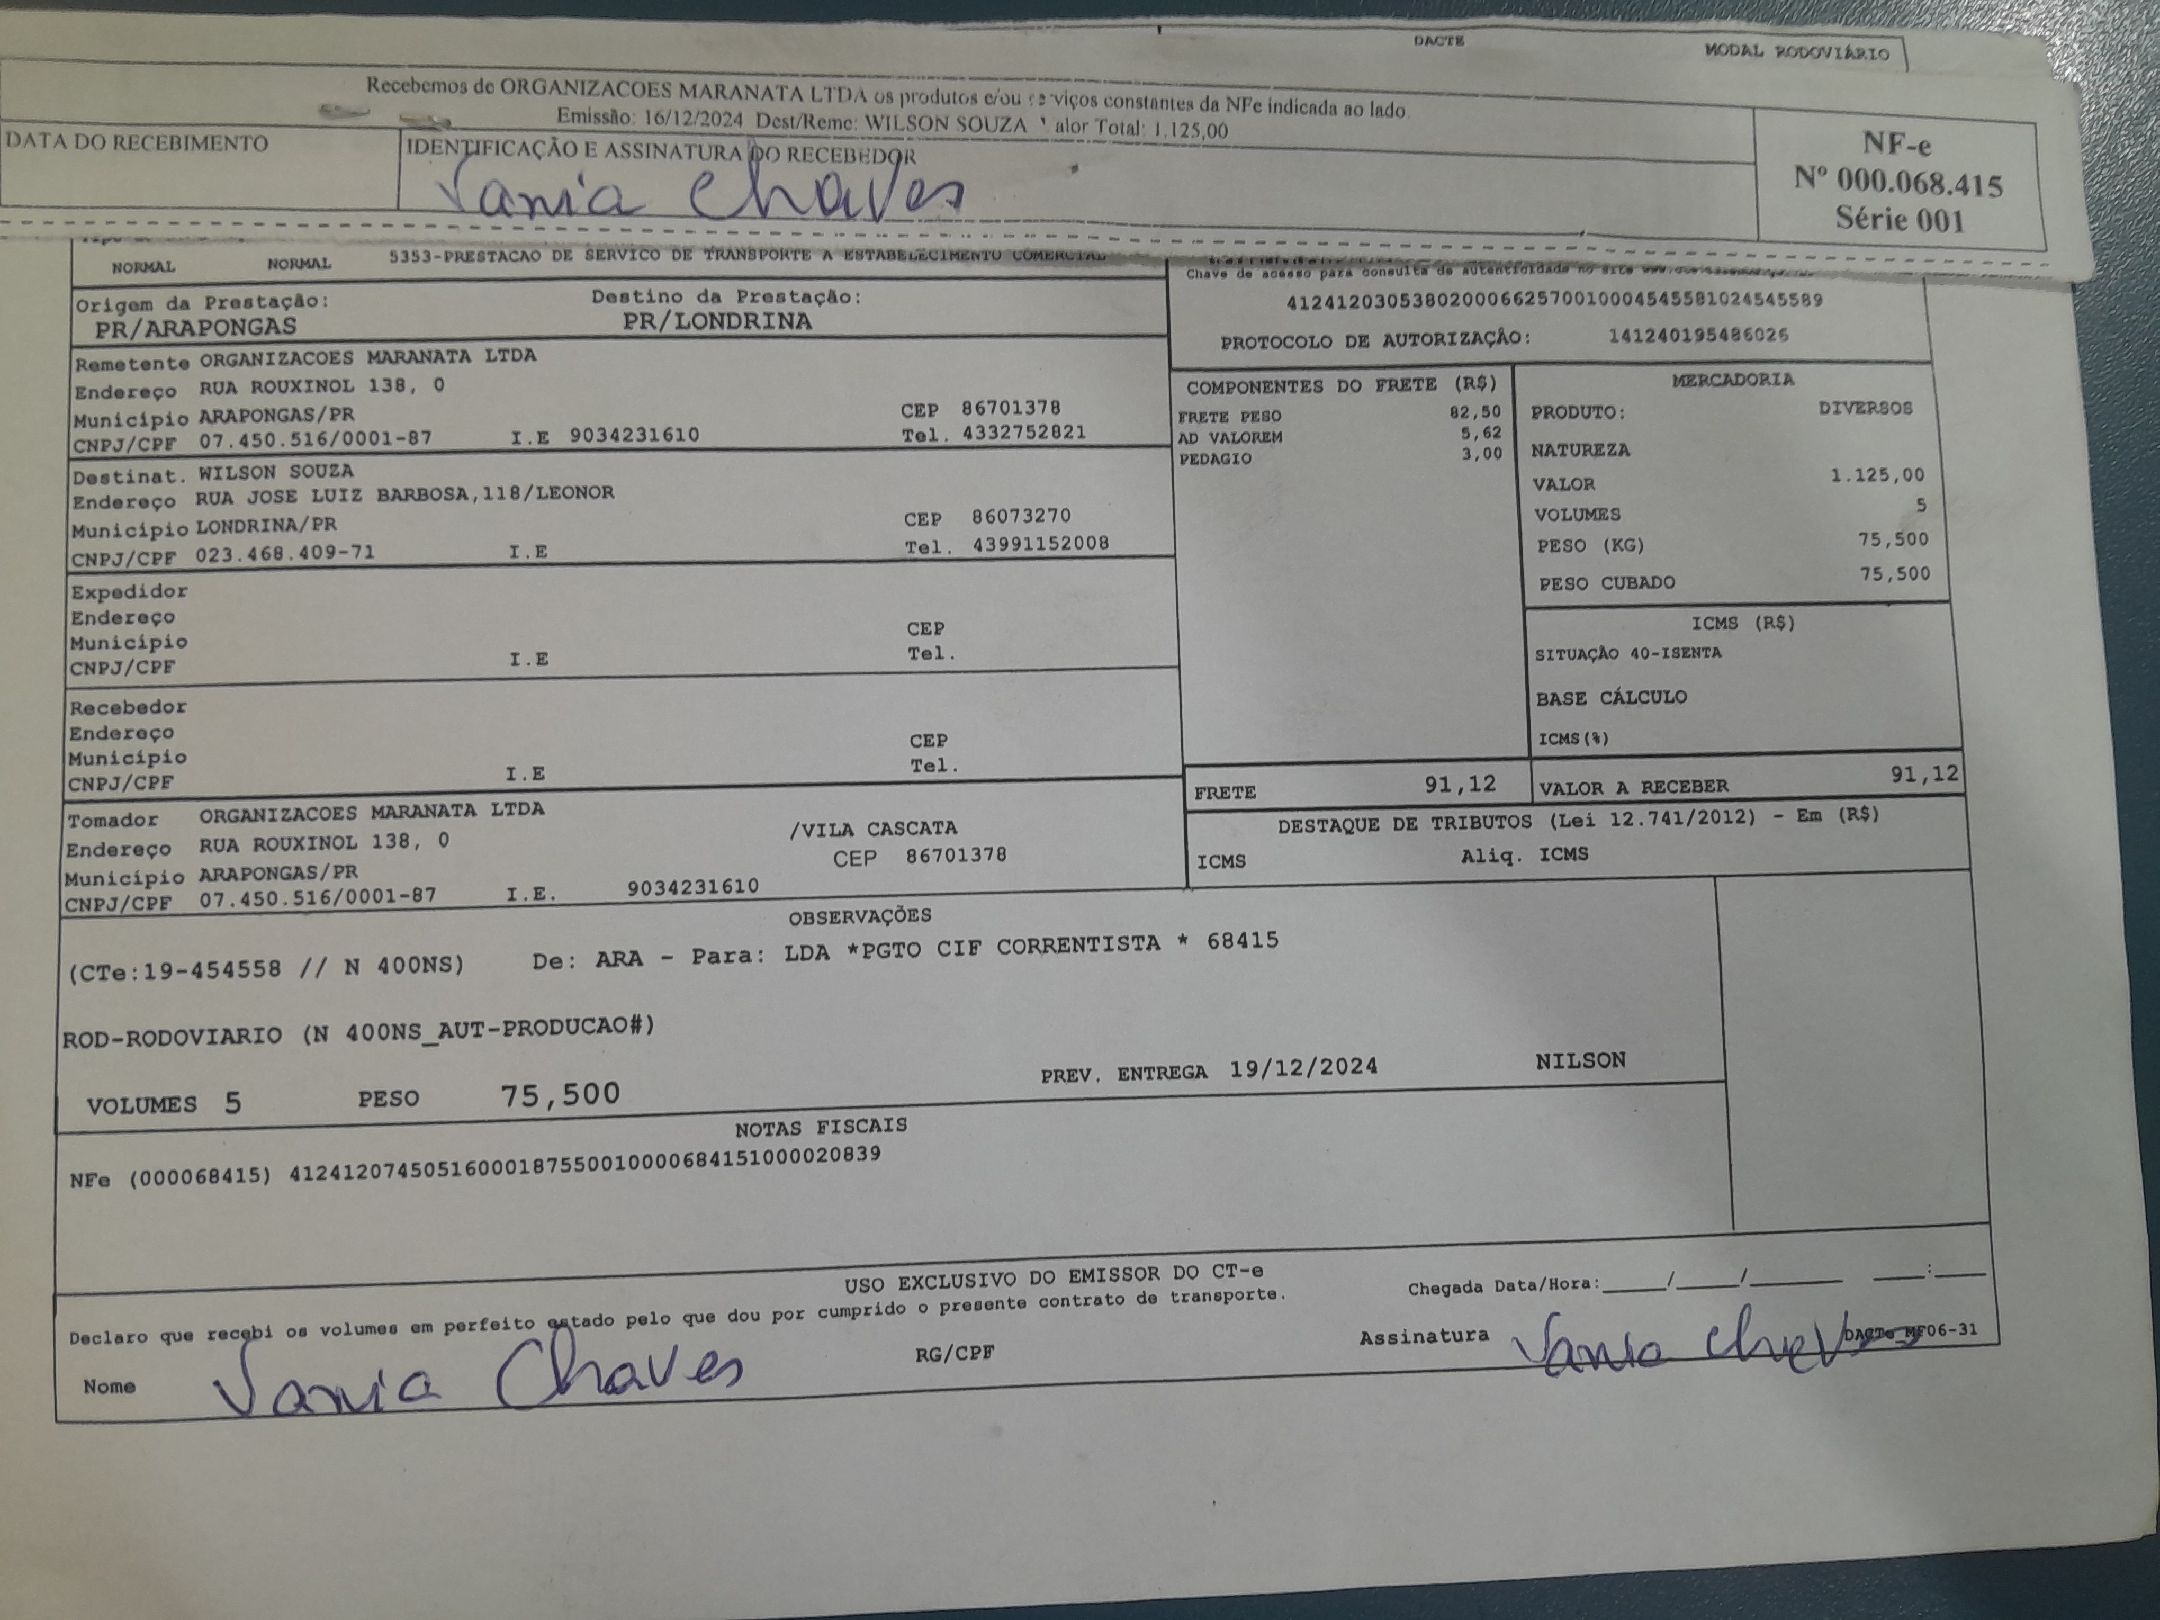 DACTE
MODAL RODOVIÁRIO
Recebemos de ORGANIZACOES MARANATA LTDA os produtos e/ou serviços constantes da NFe indicada ao lado.
Emissão: 16/12/2024 Dest/Reme: WILSON SOUZA Valor Total: 1.125,00
DATA DO RECEBIMENTO
IDENTIFICAÇÃO E ASSINATURA DO RECEBEDOR
Vania Chaves
NF-e
Nº 000.068.415
Série 001
NORMAL NORMAL 5353-PRESTACAO DE SERVICO DE TRANSPORTE A ESTABELECIMENTO COMERCIAL
Chave de acesso para consulta de autenticidade no site
Origem da Prestação: Destino da Prestação:
PR/ARAPONGAS PR/LONDRINA
41241203053802000662570010004545581024545589
PROTOCOLO DE AUTORIZAÇÃO: 141240195486026
Remetente ORGANIZACOES MARANATA LTDA
Endereço RUA ROUXINOL 138, 0
Município ARAPONGAS/PR CEP 86701378
CNPJ/CPF 07.450.516/0001-87 I.E 9034231610 Tel. 4332752821
Destinat. WILSON SOUZA
Endereço RUA JOSE LUIZ BARBOSA,118/LEONOR
Município LONDRINA/PR CEP 86073270
CNPJ/CPF 023.468.409-71 I.E Tel. 43991152008
Expedidor
Endereço
Município CEP
CNPJ/CPF I.E Tel.
Recebedor
Endereço
Município CEP
CNPJ/CPF I.E Tel.
Tomador ORGANIZACOES MARANATA LTDA
Endereço RUA ROUXINOL 138, 0 /VILA CASCATA
Município ARAPONGAS/PR CEP 86701378
CNPJ/CPF 07.450.516/0001-87 I.E. 9034231610
COMPONENTES DO FRETE (R$)
FRETE PESO 82,50
AD VALOREM 5,62
PEDAGIO 3,00
MERCADORIA
PRODUTO: DIVERSOS
NATUREZA
VALOR 1.125,00
VOLUMES 5
PESO (KG) 75,500
PESO CUBADO 75,500
ICMS (R$)
SITUAÇÃO 40-ISENTA
BASE CÁLCULO
ICMS(%)
FRETE 91,12 VALOR A RECEBER 91,12
DESTAQUE DE TRIBUTOS (Lei 12.741/2012) - Em (R$)
ICMS Aliq. ICMS
OBSERVAÇÕES
(CTe:19-454558 // N 400NS) De: ARA - Para: LDA *PGTO CIF CORRENTISTA * 68415
ROD-RODOVIARIO (N 400NS_AUT-PRODUCAO#)
VOLUMES 5 PESO 75,500 PREV. ENTREGA 19/12/2024 NILSON
NOTAS FISCAIS
NFe (000068415) 41241207450516000187550010000684151000020839
USO EXCLUSIVO DO EMISSOR DO CT-e
Declaro que recebi os volumes em perfeito estado pelo que dou por cumprido o presente contrato de transporte.
Chegada Data/Hora:____/____/______ ___:___
Nome Vania Chaves RG/CPF Assinatura Vania Chaves
DACTe_MF06-31